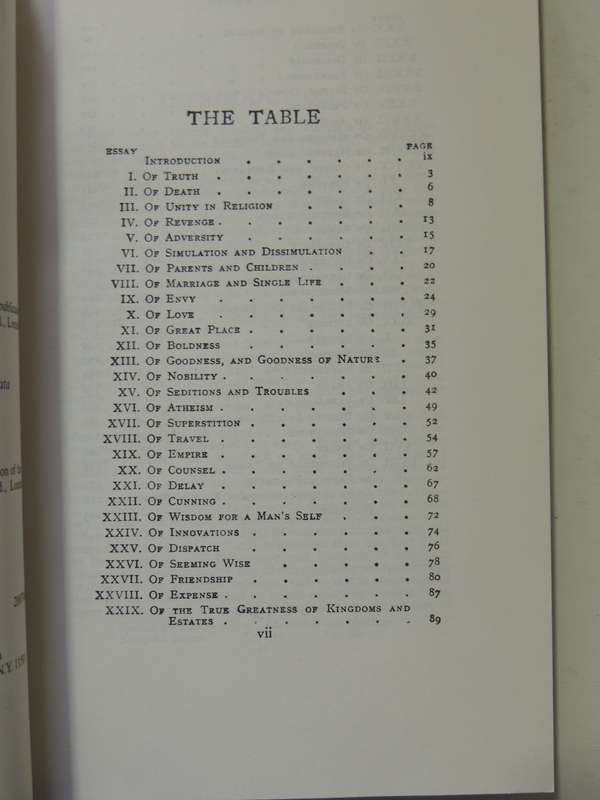 THE TABLE
ESSAY PAGE
INTRODUCTION . . . . . . ix
I. OF TRUTH . . . . . . . 3
II. OF DEATH . . . . . . . 6
III. OF UNITY IN RELIGION . . . . 8
IV. OF REVENGE . . . . . . . 13
V. OF ADVERSITY . . . . . . 15
VI. OF SIMULATION AND DISSIMULATION . . 17
VII. OF PARENTS AND CHILDREN . . . . 20
VIII. OF MARRIAGE AND SINGLE LIFE . . . 22
IX. OF ENVY . . . . . . . 24
X. OF LOVE . . . . . . . 29
XI. OF GREAT PLACE . . . . . . 31
XII. OF BOLDNESS . . . . . . 35
XIII. OF GOODNESS, AND GOODNESS OF NATURE . 37
XIV. OF NOBILITY . . . . . . . 40
XV. OF SEDITIONS AND TROUBLES . . . 42
XVI. OF ATHEISM . . . . . . . 49
XVII. OF SUPERSTITION . . . . . . 52
XVIII. OF TRAVEL . . . . . . . 54
XIX. OF EMPIRE . . . . . . . 57
XX. OF COUNSEL . . . . . . . 62
XXI. OF DELAY . . . . . . . 67
XXII. OF CUNNING . . . . . . . 68
XXIII. OF WISDOM FOR A MAN'S SELF . . . 72
XXIV. OF INNOVATIONS . . . . . . 74
XXV. OF DISPATCH . . . . . . 76
XXVI. OF SEEMING WISE . . . . . 78
XXVII. OF FRIENDSHIP . . . . . . 80
XXVIII. OF EXPENSE . . . . . . . 87
XXIX. OF THE TRUE GREATNESS OF KINGDOMS AND
ESTATES . . . . . . . 89
vii